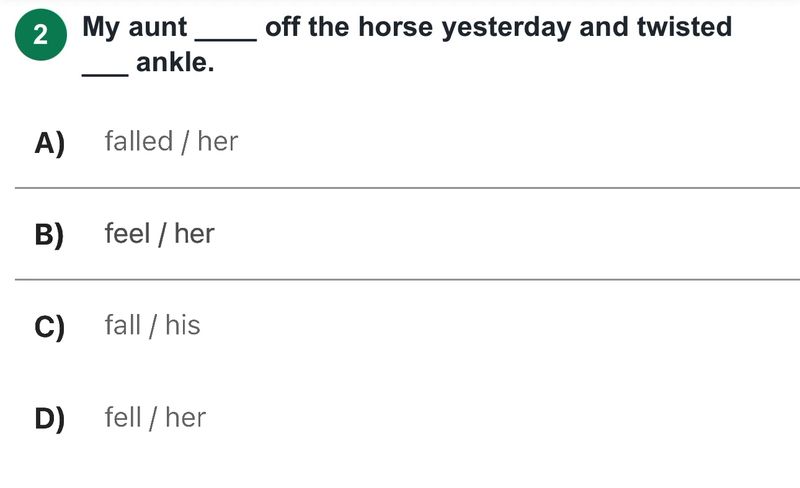 2 My aunt ____ off the horse yesterday and twisted
___ ankle.
A) falled / her
B) feel / her
C) fall / his
D) fell / her